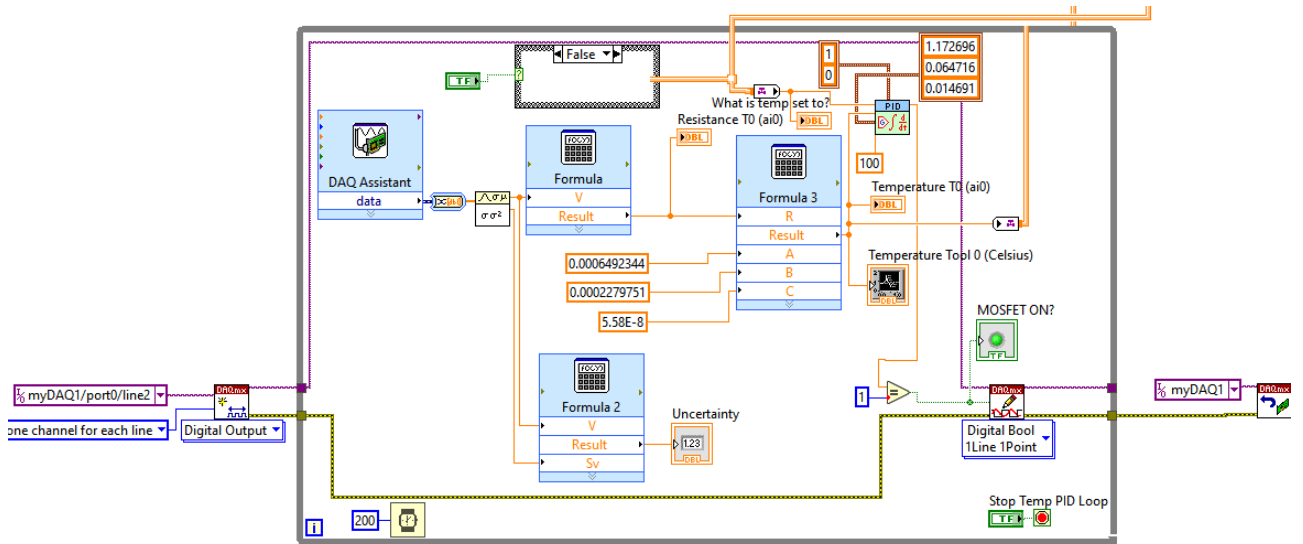 False
1
0
1.172696
0.064716
0.014691
TF
?
What is temp set to?
DBL
PID
Resistance T0 (ai0)
DBL
100
DAQ Assistant
data
Formula
V
Result
Formula 3
R
Result
A
B
C
Temperature T0 (ai0)
DBL
0.0006492344
0.0002279751
5.58E-8
Temperature Tool 0 (Celsius)
DBL
MOSFET ON?
TF
myDAQ1/port0/line2
DAQmx
one channel for each line
Digital Output
Formula 2
V
Result
Sv
Uncertainty
1.23
DBL
1
=
DAQmx
Digital Bool
1Line 1Point
myDAQ1
DAQmx
Stop Temp PID Loop
TF
i
200